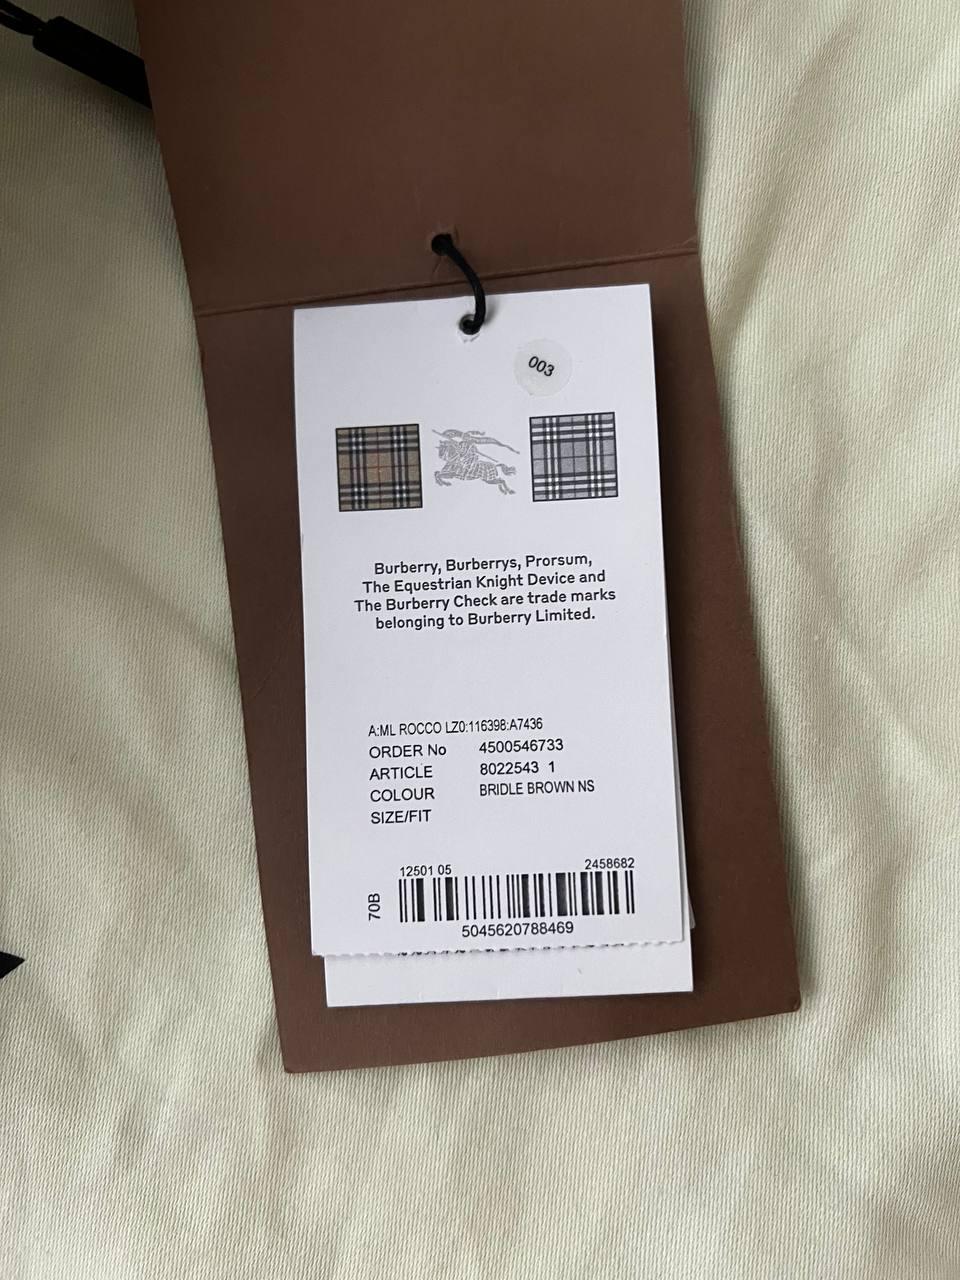 003
Burberry, Burberrys, Prorsum,
The Equestrian Knight Device and
The Burberry Check are trade marks
belonging to Burberry Limited.
A:ML ROCCO LZ0:116398:A7436
ORDER No 4500546733
ARTICLE 8022543 1
COLOUR BRIDLE BROWN NS
SIZE/FIT
12501 05 2458682
70B
5045620788469